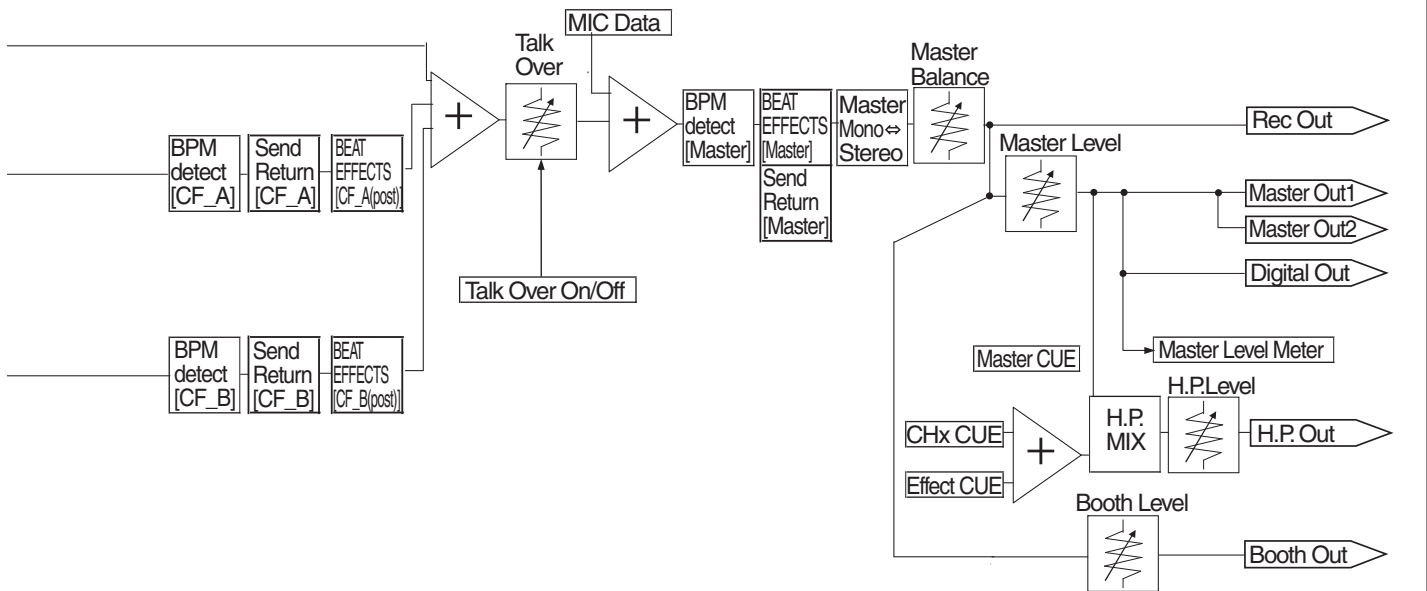 MIC Data
Talk
Over
Master
Balance
+
+
BPM
detect
[Master]
BEAT
EFFECTS
[Master]
Send
Return
[Master]
Master
Mono⇔
Stereo
Rec Out
Master Level
BPM
detect
[CF_A]
Send
Return
[CF_A]
BEAT
EFFECTS
[CF_A(post)]
Master Out1
Master Out2
Digital Out
Talk Over On/Off
BPM
detect
[CF_B]
Send
Return
[CF_B]
BEAT
EFFECTS
[CF_B(post)]
Master CUE
Master Level Meter
H.P.Level
CHx CUE
Effect CUE
+
H.P.
MIX
H.P. Out
Booth Level
Booth Out